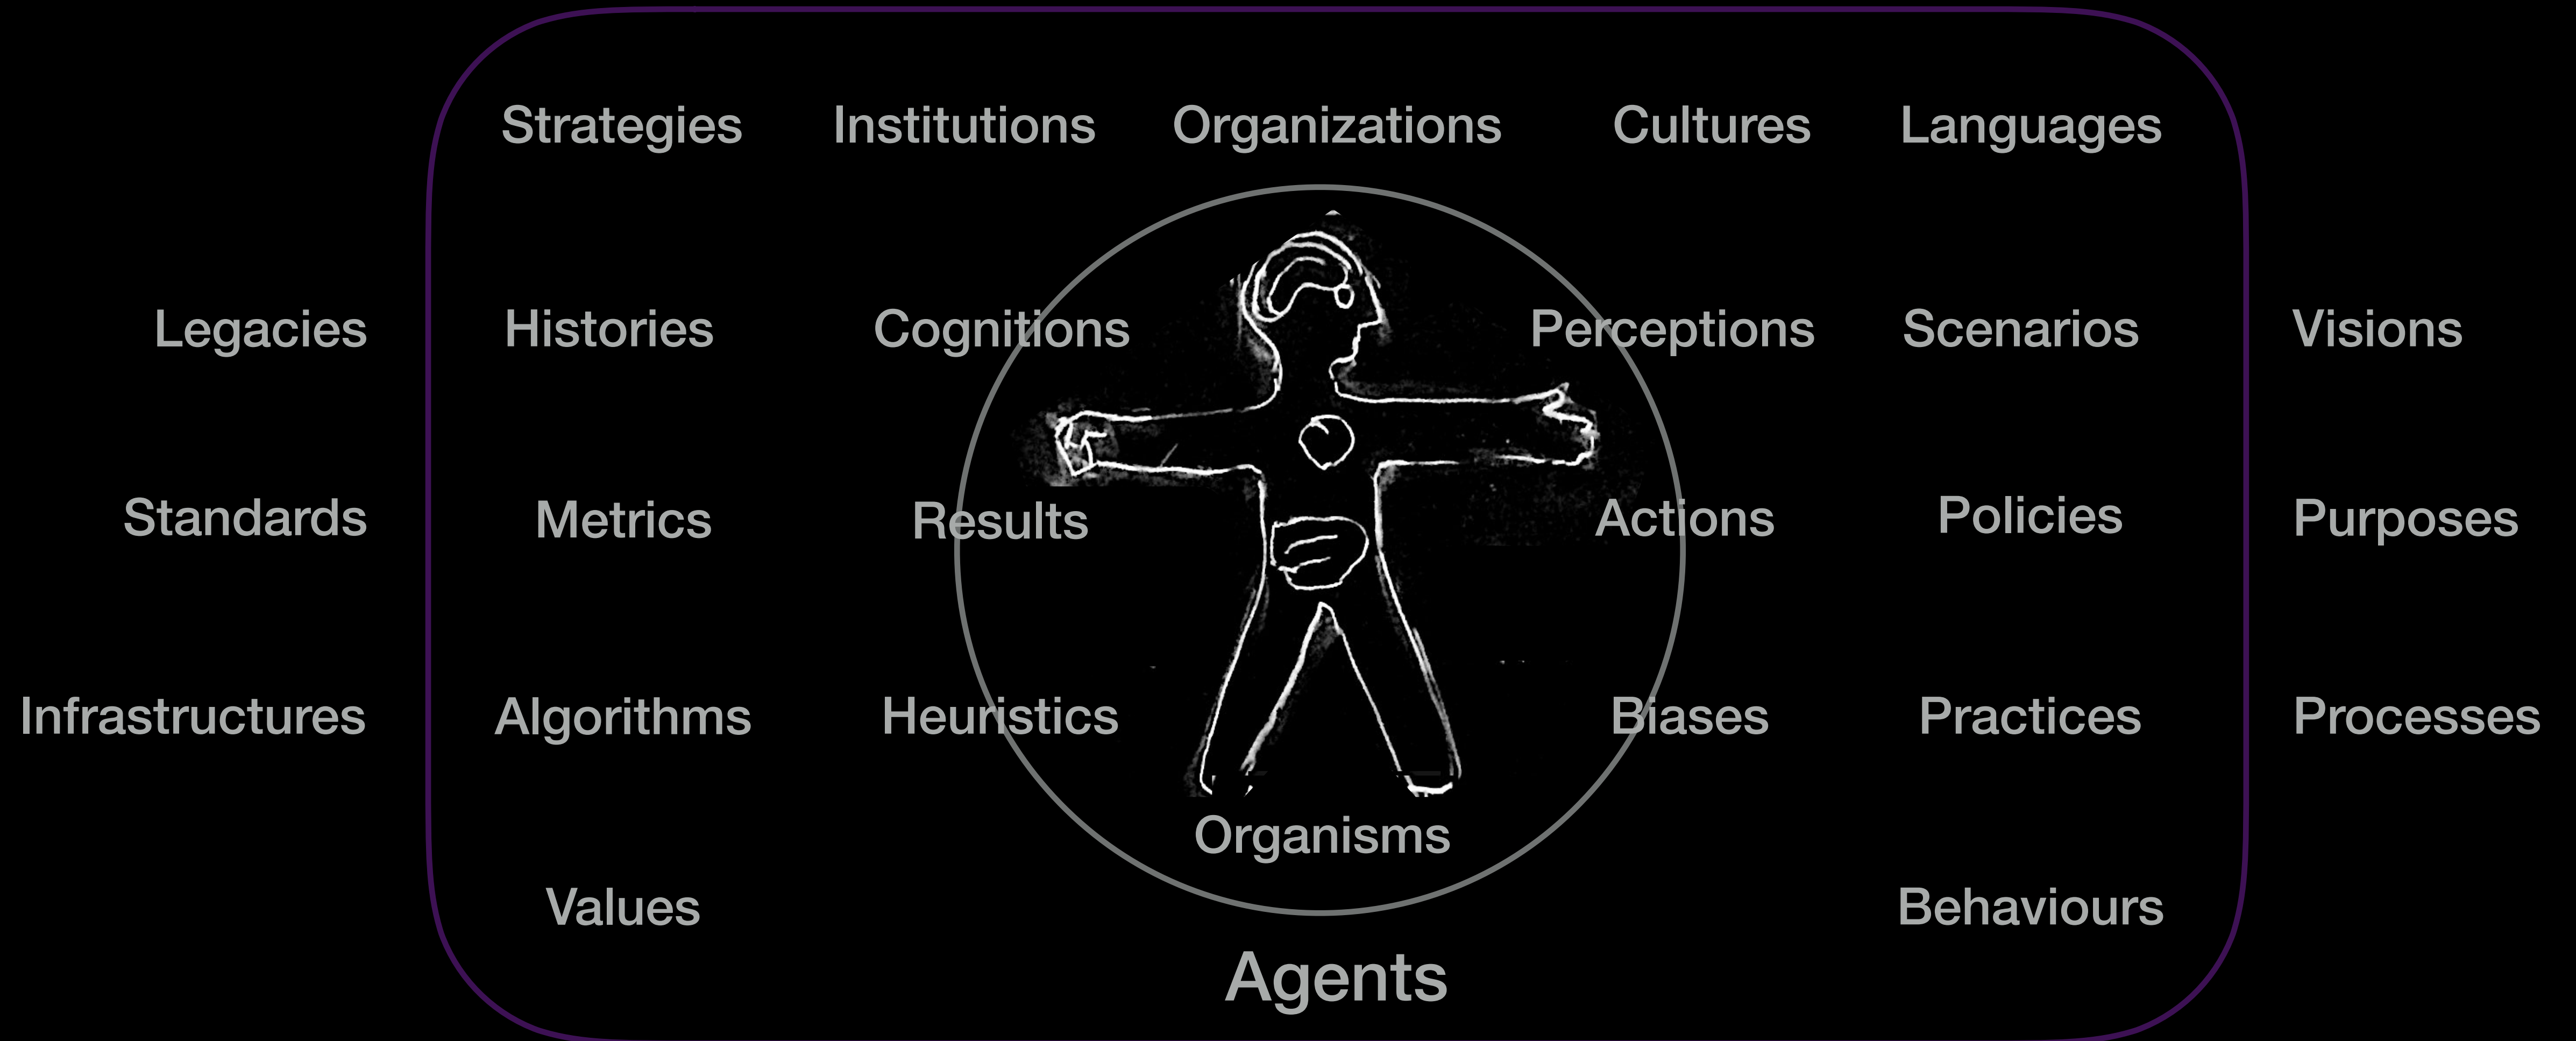 Strategies Institutions Organizations Cultures Languages
Legacies Histories Cognitions Perceptions Scenarios Visions
Standards Metrics Results Actions Policies Purposes
Infrastructures Algorithms Heuristics Biases Practices Processes
Organisms
Values Behaviours
Agents